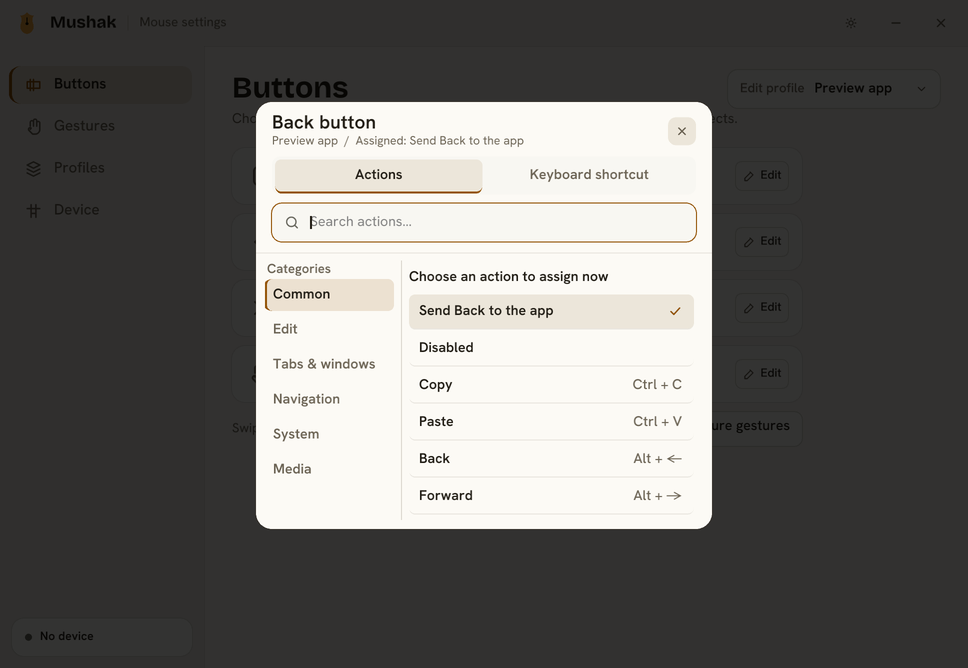 Mushak
Mouse settings
Buttons
Gestures
Profiles
Device
No device
Buttons
Edit profile Preview app
Edit
Edit
Edit
Edit
gestures
Back button
Preview app / Assigned: Send Back to the app
Actions
Keyboard shortcut
Search actions...
Categories
Common
Edit
Tabs & windows
Navigation
System
Media
Choose an action to assign now
Send Back to the app
Disabled
Copy Ctrl + C
Paste Ctrl + V
Back Alt + ←
Forward Alt + →